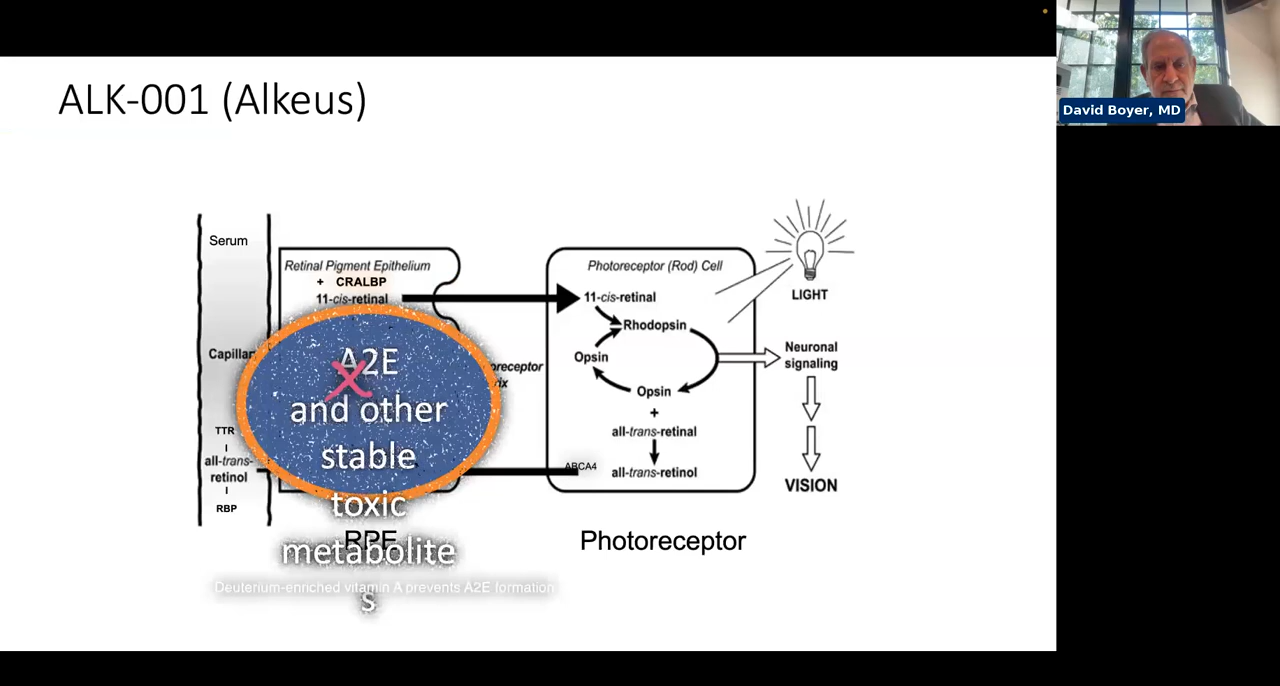 ALK-001 (Alkeus)
David Boyer, MD
Serum
Capillar
TTR
all-trans-
retinol
RBP
Retinal Pigment Epithelium
+ CRALBP
11-cis-retinal
A2E
and other
stable
toxic
metabolite
s
RPE
Deuterium-enriched vitamin A prevents A2E formation
Photoreceptor (Rod) Cell
11-cis-retinal
Rhodopsin
Opsin
Opsin
+
all-trans-retinal
all-trans-retinol
ABCA4
Photoreceptor
LIGHT
Neuronal
signaling
VISION